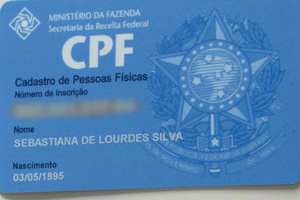 MINISTÉRIO DA FAZENDA
Secretaria da Receita Federal
CPF
Cadastro de Pessoas Físicas
Número de Inscrição
Nome
SEBASTIANA DE LOURDES SILVA
Nascimento
03/05/1895